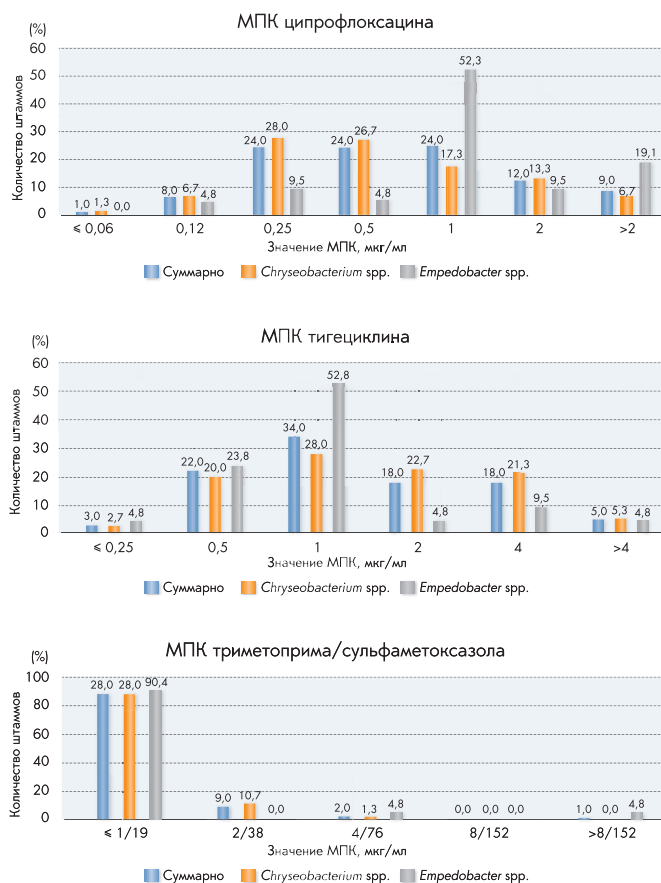 МПК ципрофлоксацина
(%)
60
50
40
30
20
10
0
Количество штаммов
1,0 1,3 0,0
8,0 6,7 4,8
24,0 28,0 9,5
24,0 26,7 4,8
24,0 17,3 52,3
12,0 13,3 9,5
9,0 6,7 19,1
⩽ 0,06 0,12 0,25 0,5 1 2 >2
Значение МПК, мкг/мл
Суммарно Chryseobacterium spp. Empedobacter spp.
МПК тигециклина
(%)
60
50
40
30
20
10
0
Количество штаммов
3,0 2,7 4,8
22,0 20,0 23,8
34,0 28,0 52,8
18,0 22,7 4,8
18,0 21,3 9,5
5,0 5,3 4,8
⩽ 0,25 0,5 1 2 4 >4
Значение МПК, мкг/мл
Суммарно Chryseobacterium spp. Empedobacter spp.
МПК триметоприма/сульфаметоксазола
(%)
100
80
60
40
20
0
Количество штаммов
28,0 28,0 90,4
9,0 10,7 0,0
2,0 1,3 4,8
0,0 0,0 0,0
1,0 0,0 4,8
⩽ 1/19 2/38 4/76 8/152 >8/152
Значение МПК, мкг/мл
Суммарно Chryseobacterium spp. Empedobacter spp.